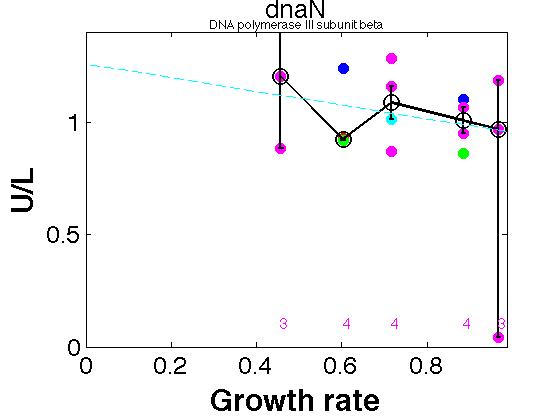 dnaN
DNA polymerase III subunit beta
U/L
1
0.5
0
3 4 4 4 3
0 0.2 0.4 0.6 0.8
Growth rate